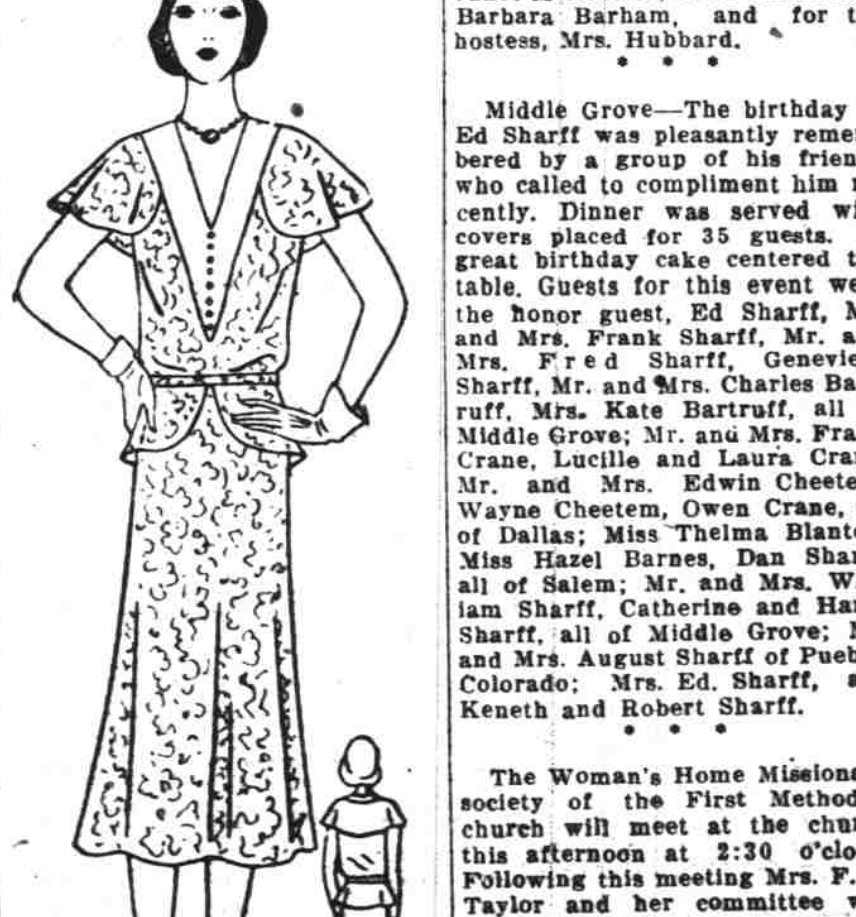 Barbara Barham, and for t
hostess, Mrs. Hubbard.
* * *
Middle Grove—The birthday
Ed Sharff was pleasantly reme
bered by a group of his frien
who called to compliment him r
cently. Dinner was served wi
covers placed for 35 guests.
great birthday cake centered t
table. Guests for this event we
the honor guest, Ed Sharff, M
and Mrs. Frank Sharff, Mr. a
Mrs. Fred Sharff, Genevie
Sharff, Mr. and Mrs. Charles Ba
ruff, Mrs. Kate Bartruff, all
Middle Grove; Mr. and Mrs. Fra
Crane, Lucille and Laura Cra
Mr. and Mrs. Edwin Cheete
Wayne Cheetem, Owen Crane,
of Dallas; Miss Thelma Blant
Miss Hazel Barnes, Dan Shar
all of Salem; Mr. and Mrs. W
iam Sharff, Catherine and Har
Sharff, all of Middle Grove; M
and Mrs. August Sharff of Pueb
Colorado; Mrs. Ed. Sharff, a
Keneth and Robert Sharff.
* * *
The Woman's Home Missiona
society of the First Method
church will meet at the chur
this afternoon at 2:30 o'clo
Following this meeting Mrs. F.
Taylor and her committee w